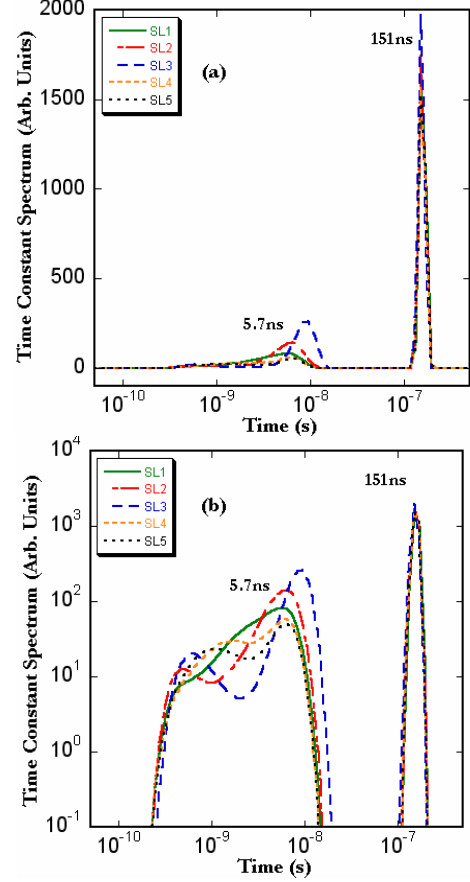 2000
1500
1000
500
0
Time Constant Spectrum (Arb. Units)
SL1
SL2
SL3
SL4
SL5
(a)
151ns
5.7ns
10^-10
10^-9
10^-8
10^-7
Time (s)
10^4
10^3
10^2
10^1
10^0
10^-1
Time Constant Spectrum (Arb. Units)
SL1
SL2
SL3
SL4
SL5
(b)
151ns
5.7ns
10^-10
10^-9
10^-8
10^-7
Time (s)